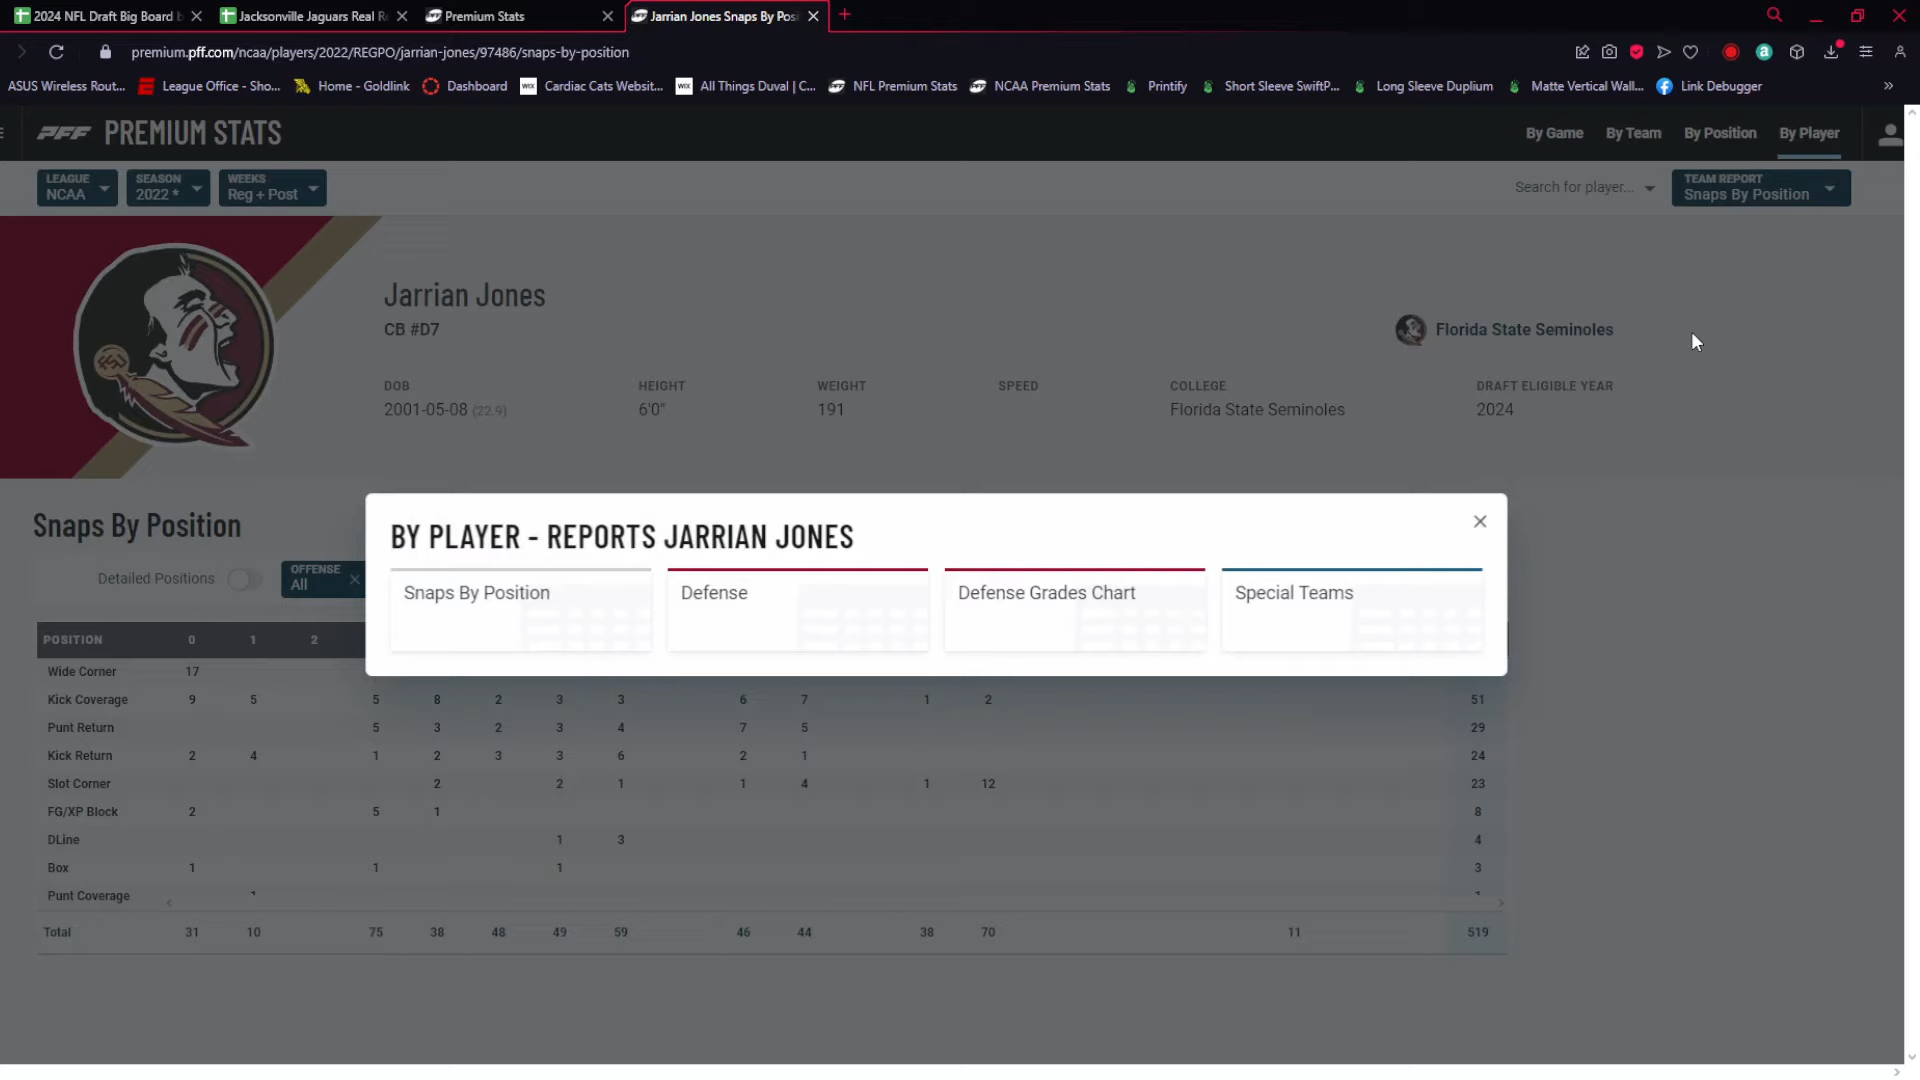 2024 NFL Draft Big Board b
Jacksonville Jaguars Real R
Premium Stats
Jarrian Jones Snaps By Posi
premium.pff.com/ncaa/players/2022/REGPO/jarrian-jones/97486/snaps-by-position
ASUS Wireless Rout... League Office - Sho... Home - Goldlink Dashboard Cardiac Cats Websit... All Things Duval | C... NFL Premium Stats NCAA Premium Stats Printify Short Sleeve SwiftP... Long Sleeve Duplium Matte Vertical Wall... Link Debugger
PFF PREMIUM STATS By Game By Team By Position By Player
LEAGUE SEASON WEEKS TEAM REPORT
NCAA 2022 * Reg + Post Search for player... Snaps By Position
Jarrian Jones
CB #D7 Florida State Seminoles
DOB HEIGHT WEIGHT SPEED COLLEGE DRAFT ELIGIBLE YEAR
2001-05-08 (22.9) 6'0" 191 Florida State Seminoles 2024
Snaps By Position
BY PLAYER - REPORTS JARRIAN JONES
Detailed Positions OFFENSE All
Snaps By Position Defense Defense Grades Chart Special Teams
POSITION 0 1 2
Wide Corner 17
Kick Coverage 9 5 5 8 2 3 3 6 7 1 2 51
Punt Return 5 3 2 3 4 7 5 29
Kick Return 2 4 1 2 3 3 6 2 1 24
Slot Corner 2 2 1 1 4 1 12 23
FG/XP Block 2 5 1 8
DLine 1 3 4
Box 1 1 1 3
Punt Coverage
Total 31 10 75 38 48 49 59 46 44 38 70 11 519